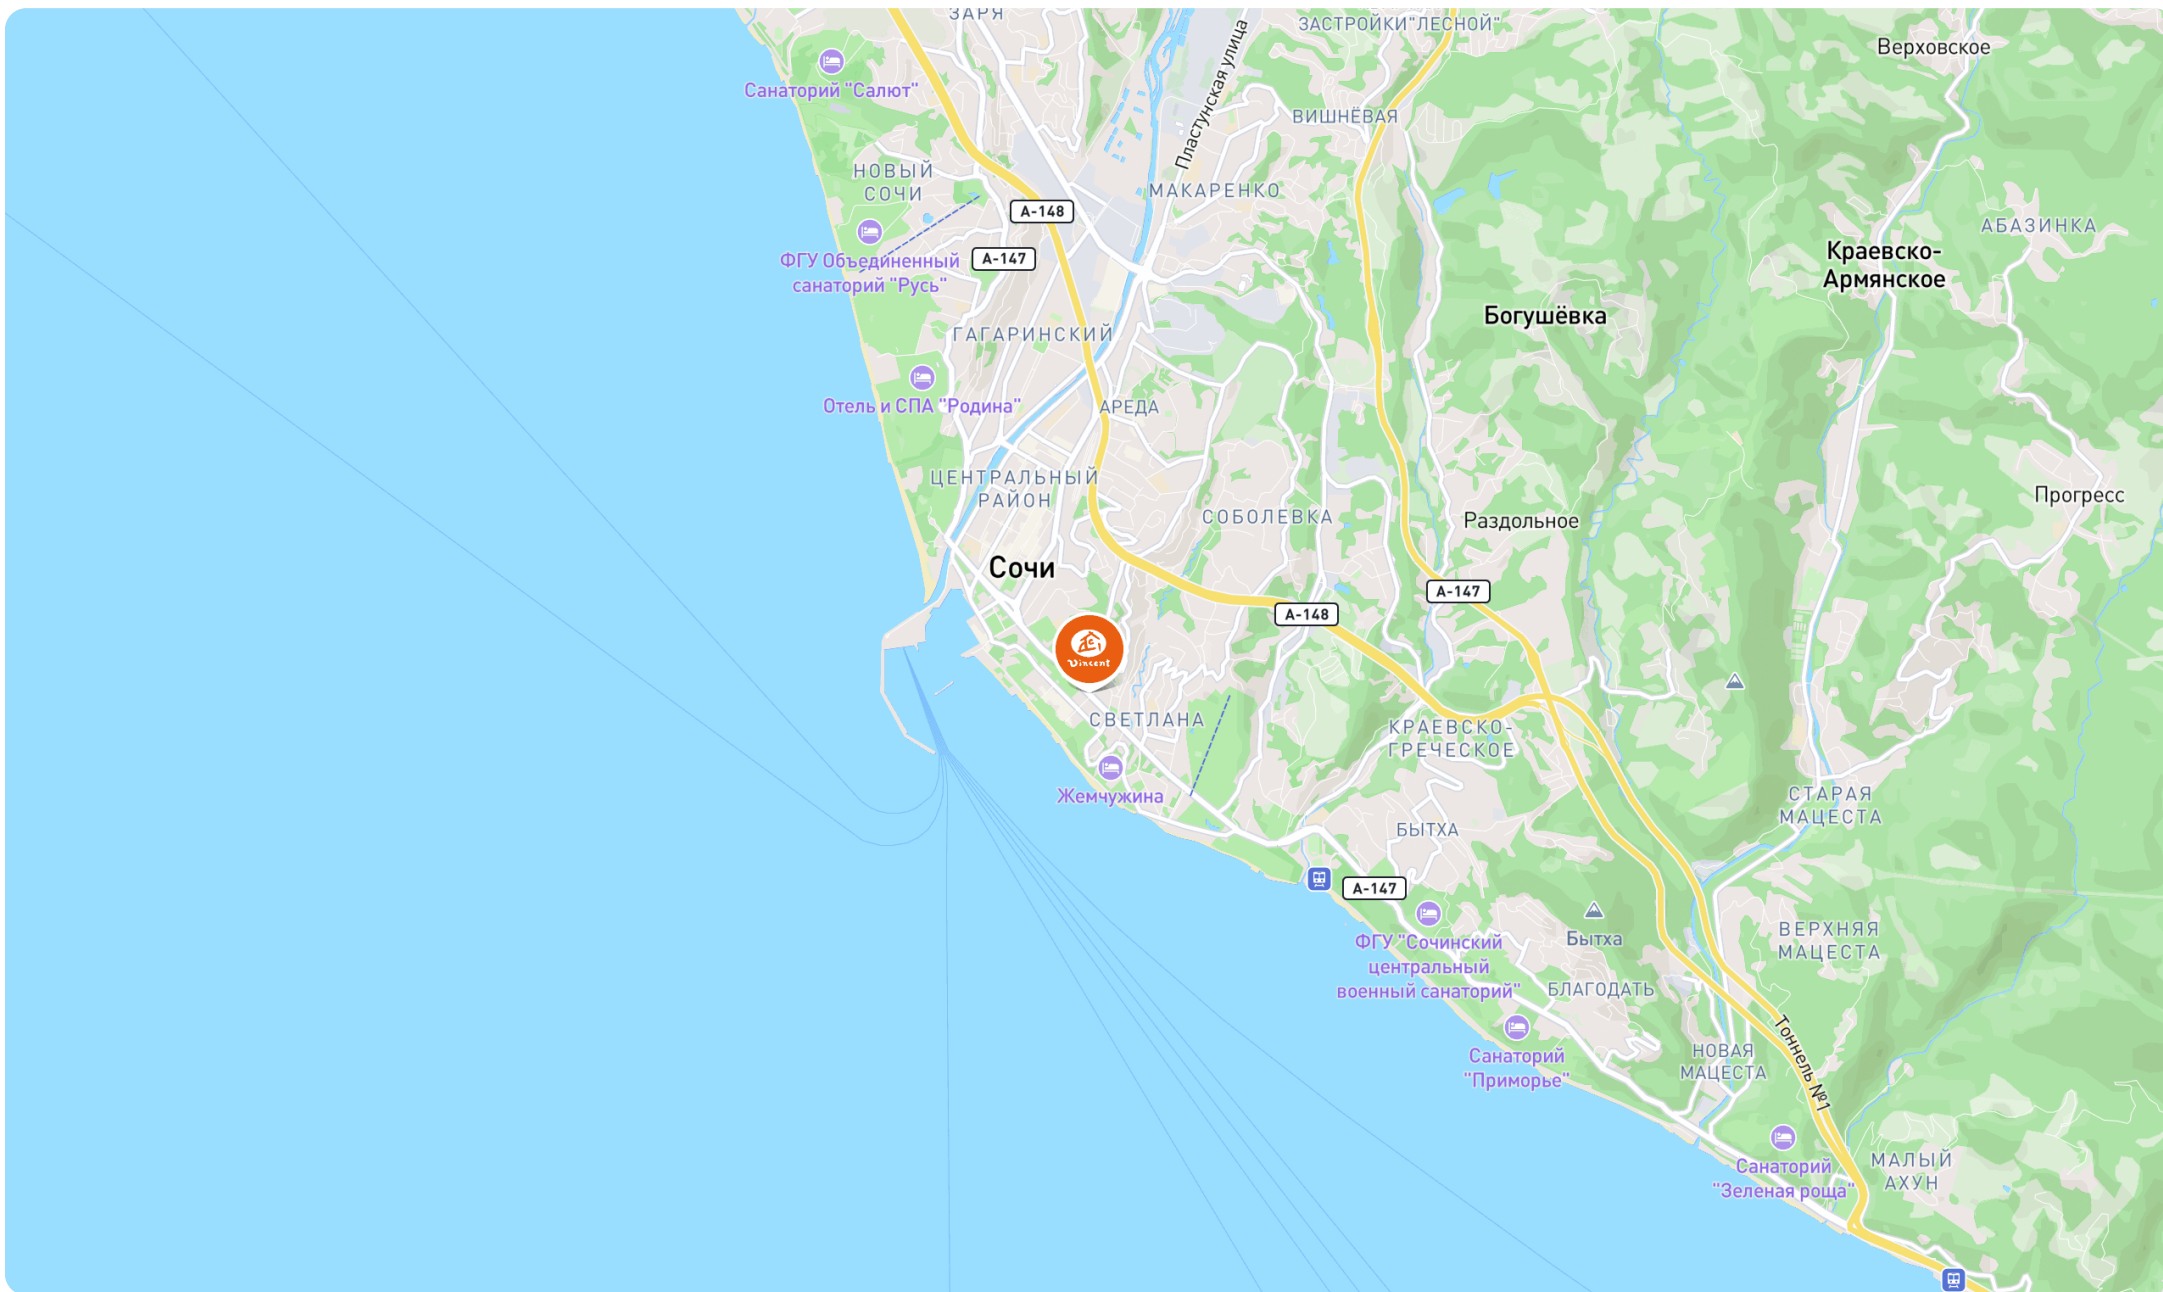 ЗАРЯ
ЗАСТРОЙКИ"ЛЕСНОЙ"
Верховское
Санаторий "Салют"
Пластунская улица
ВИШНЁВАЯ
НОВЫЙ
СОЧИ
МАКАРЕНКО
А-148
АБАЗИНКА
ФГУ Объединенный
санаторий "Русь"
А-147
Краевско-
Армянское
Богушёвка
ГАГАРИНСКИЙ
Отель и СПА "Родина"
АРЕДА
ЦЕНТРАЛЬНЫЙ
РАЙОН
Прогресс
СОБОЛЕВКА
Раздольное
Сочи
А-147
А-148
Vincent
СВЕТЛАНА
КРАЕВСКО-
ГРЕЧЕСКОЕ
Жемчужина
СТАРАЯ
МАЦЕСТА
БЫТХА
А-147
ФГУ "Сочинский
центральный
военный санаторий"
Бытха
ВЕРХНЯЯ
МАЦЕСТА
БЛАГОДАТЬ
Санаторий
"Приморье"
НОВАЯ
МАЦЕСТА
Тоннель №1
Санаторий
"Зеленая роща"
МАЛЫЙ
АХУН